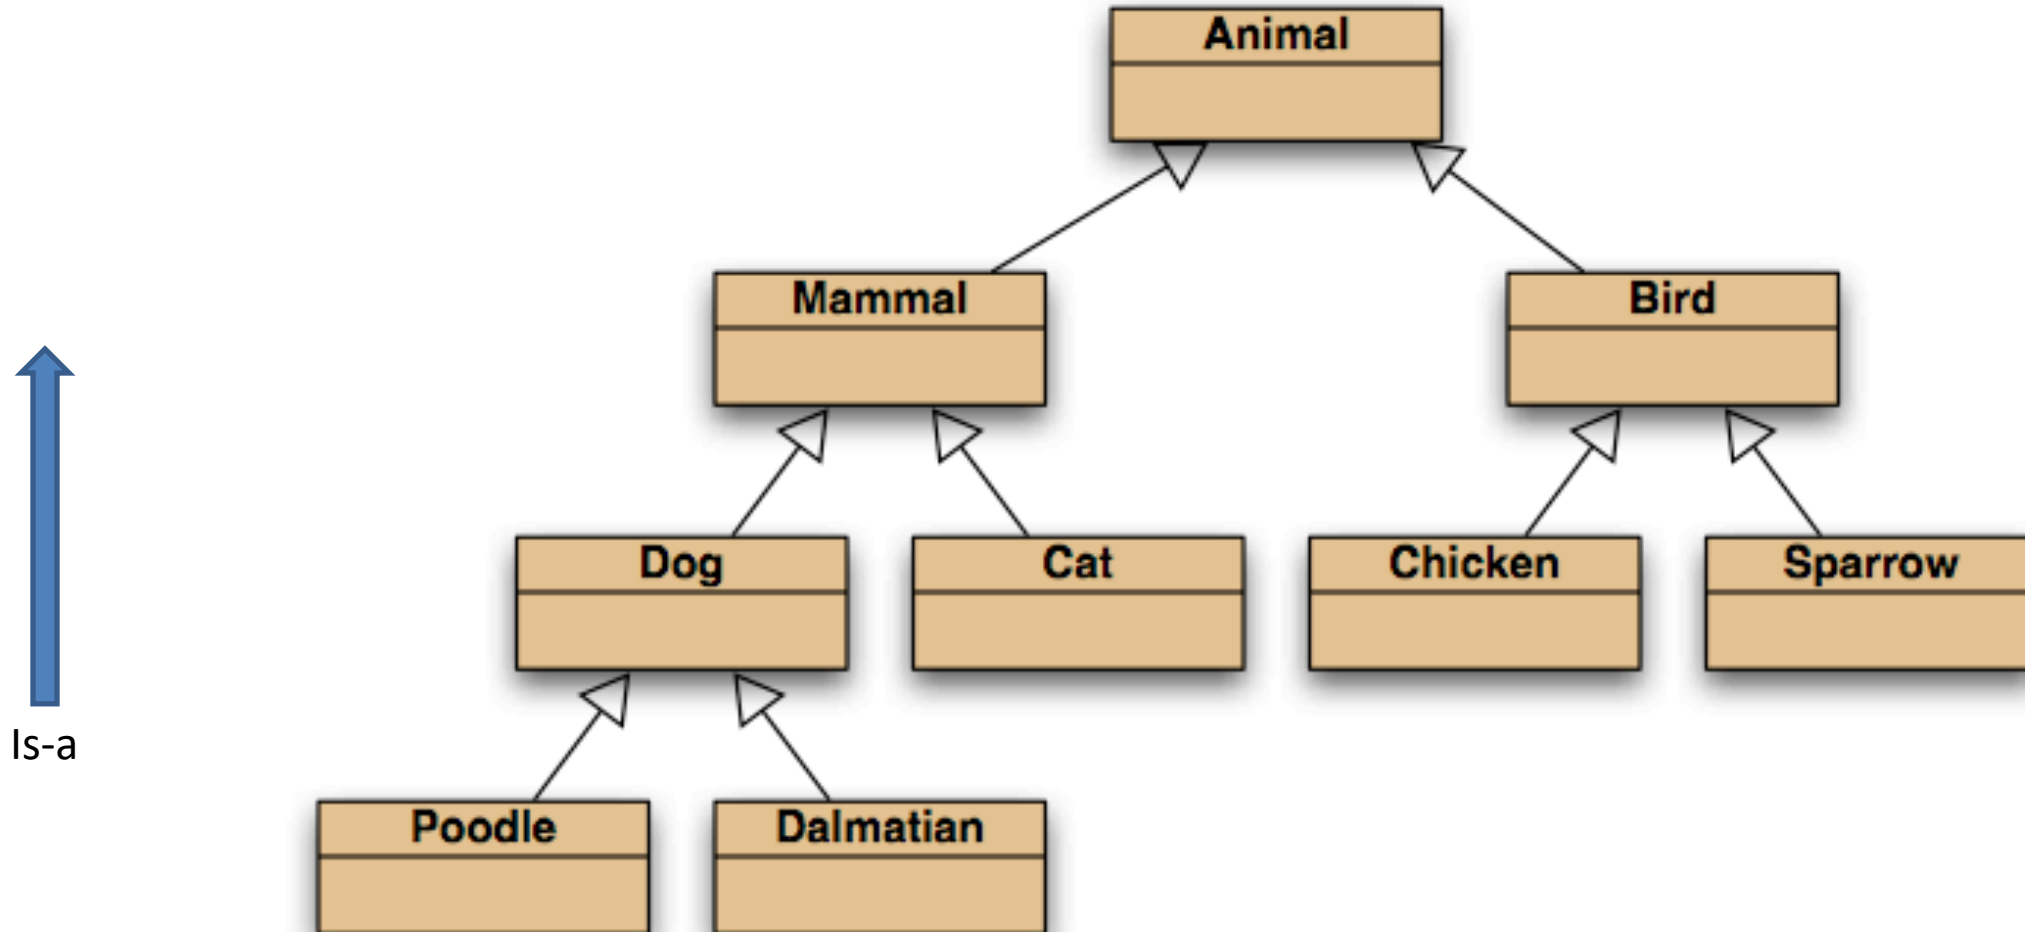 Animal
Mammal
Bird
Dog
Cat
Chicken
Sparrow
Is-a
Poodle
Dalmatian